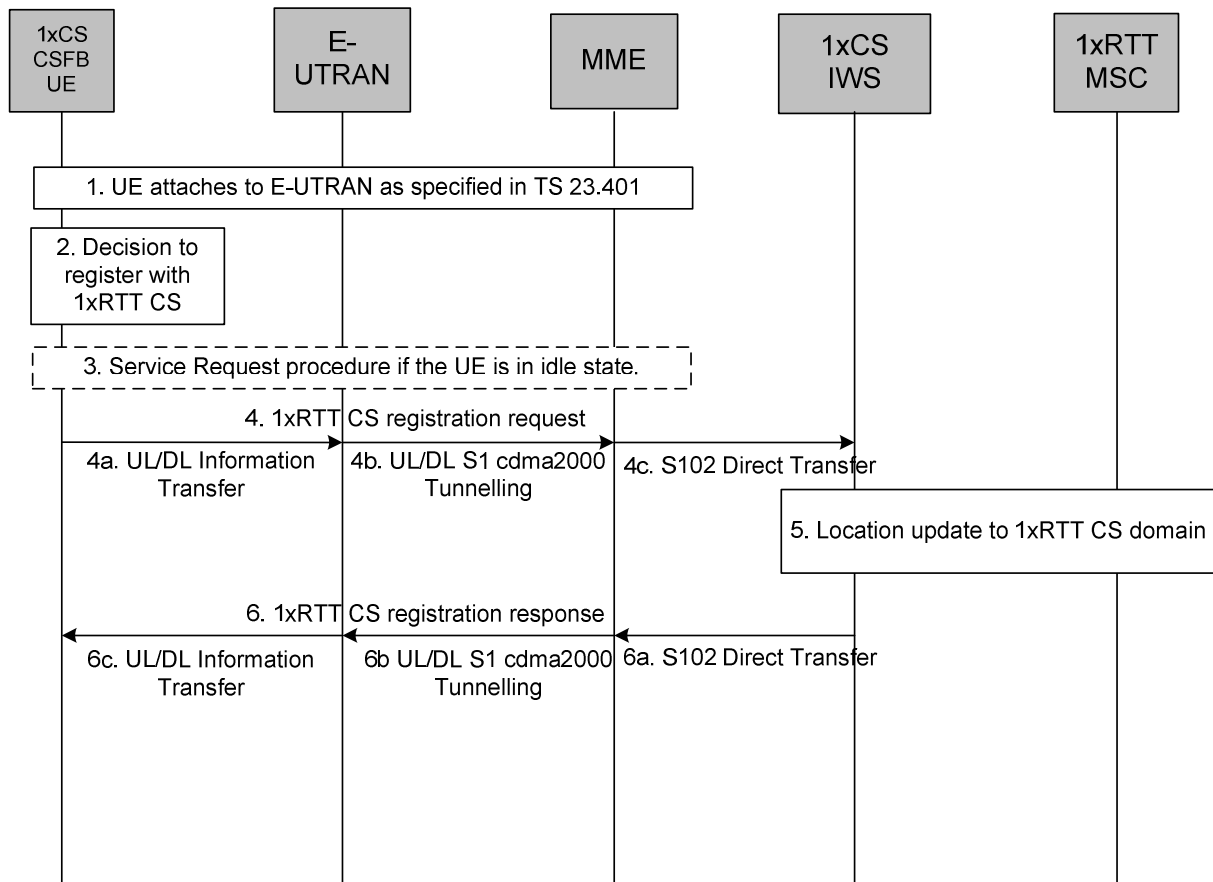 1xCS
CSFB
UE
E-
UTRAN
MME
1xCS
IWS
1xRTT
MSC
1. UE attaches to E-UTRAN as specified in TS 23.401
2. Decision to
register with
1xRTT CS
3. Service Request procedure if the UE is in idle state.
4. 1xRTT CS registration request
4a. UL/DL Information
Transfer
4b. UL/DL S1 cdma2000
Tunnelling
4c. S102 Direct Transfer
5. Location update to 1xRTT CS domain
6. 1xRTT CS registration response
6c. UL/DL Information
Transfer
6b UL/DL S1 cdma2000
Tunnelling
6a. S102 Direct Transfer